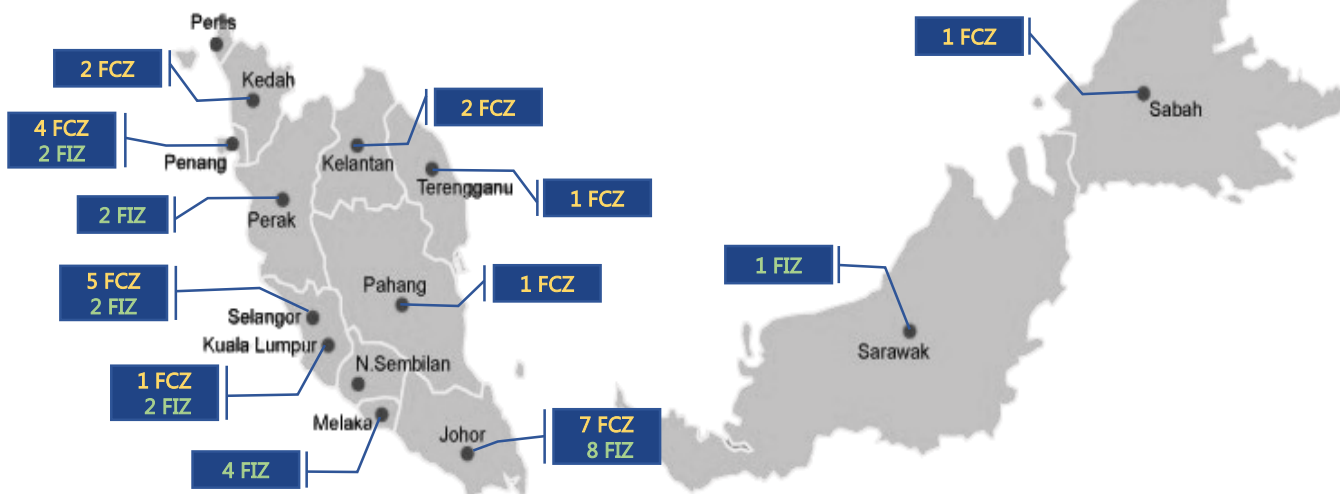 Perlis
2 FCZ
Kedah
4 FCZ
2 FIZ
Penang
2 FCZ
Kelantan
Terengganu
1 FCZ
2 FIZ
Perak
5 FCZ
2 FIZ
Selangor
Pahang
1 FCZ
Kuala Lumpur
1 FCZ
2 FIZ
N.Sembilan
Melaka
4 FIZ
Johor
7 FCZ
8 FIZ
1 FCZ
Sabah
1 FIZ
Sarawak